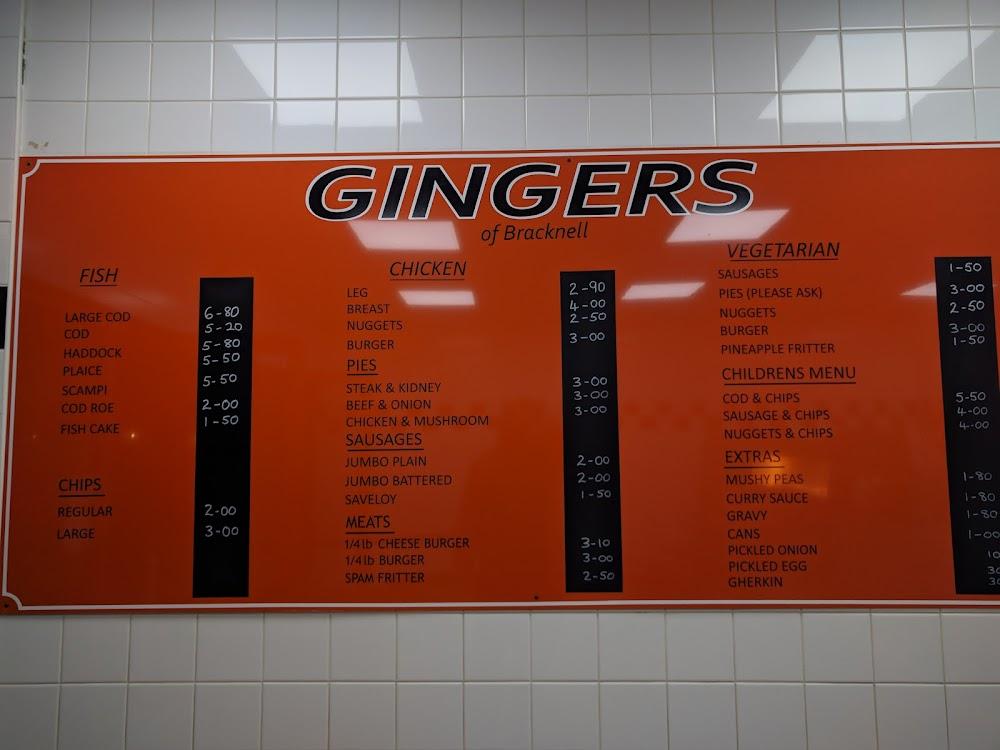 GINGERS
of Bracknell
FISH
LARGE COD 6-80
COD 5-20
HADDOCK 5-80
PLAICE 5-50
SCAMPI 5-50
COD ROE 2-00
FISH CAKE 1-50
CHIPS
REGULAR 2-00
LARGE 3-00
CHICKEN
LEG 2-90
BREAST 4-00
NUGGETS 2-50
BURGER 3-00
PIES
STEAK & KIDNEY 3-00
BEEF & ONION 3-00
CHICKEN & MUSHROOM 3-00
SAUSAGES
JUMBO PLAIN 2-00
JUMBO BATTERED 2-00
SAVELOY 1-50
MEATS
1/4lb CHEESE BURGER 3-10
1/4lb BURGER 3-00
SPAM FRITTER 2-50
VEGETARIAN
SAUSAGES 1-50
PIES (PLEASE ASK) 3-00
NUGGETS 2-50
BURGER 3-00
PINEAPPLE FRITTER 1-50
CHILDRENS MENU
COD & CHIPS 5-50
SAUSAGE & CHIPS 4-00
NUGGETS & CHIPS 4-00
EXTRAS
MUSHY PEAS 1-80
CURRY SAUCE 1-80
GRAVY 1-80
CANS 1-00
PICKLED ONION
PICKLED EGG
GHERKIN